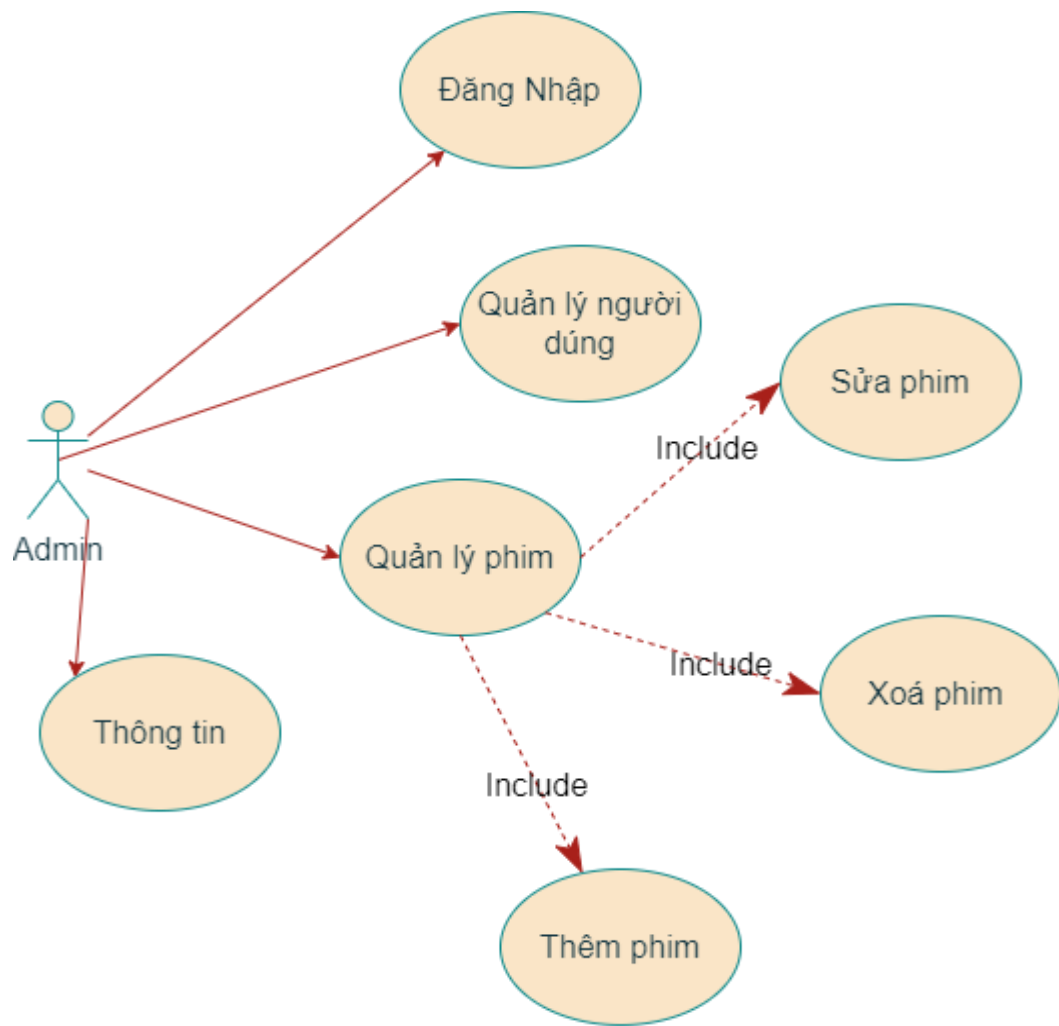 Đăng Nhập
Quản lý người
dúng
Sửa phim
Include
Admin
Quản lý phim
Include
Xoá phim
Thông tin
Include
Thêm phim